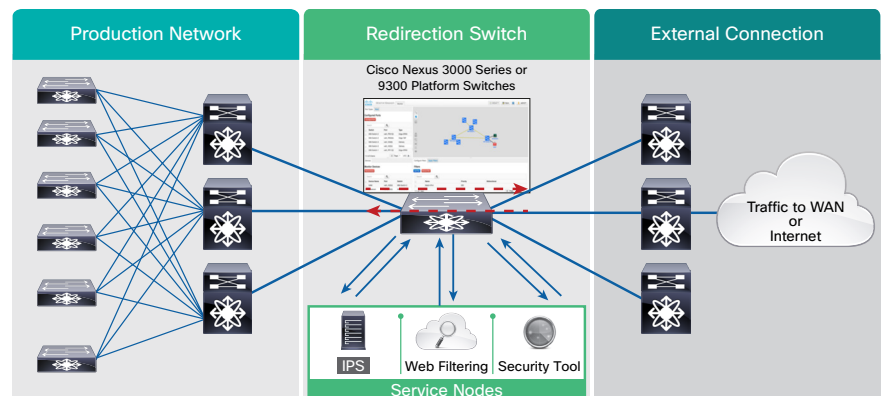 Production Network
Redirection Switch
External Connection
Cisco Nexus 3000 Series or
9300 Platform Switches
Traffic to WAN
or
Internet
IPS
Web Filtering
Security Tool
Service Nodes